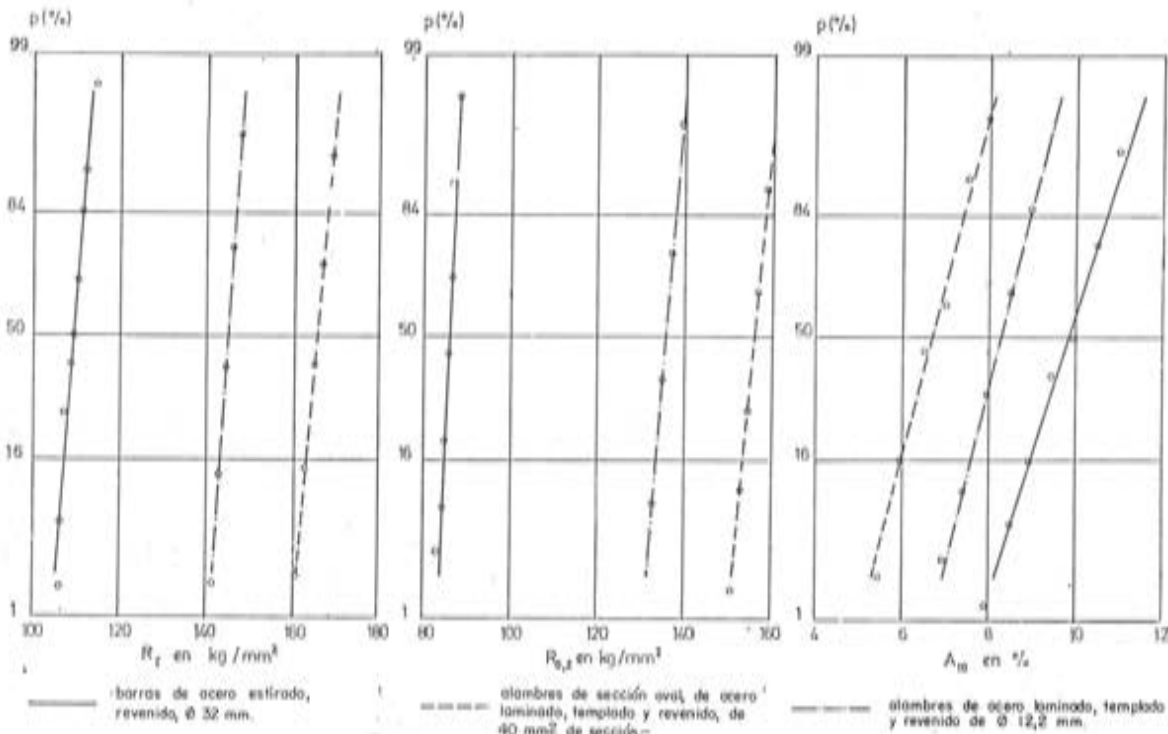 p (%)
99
84
50
16
1
100
120
140
160
180
R_r en kg/mm²
p (%)
99
84
50
16
1
80
100
120
140
160
R_0,2 en kg/mm²
p (%)
99
84
50
16
1
4
6
8
10
12
A_10 en %
barras de acero estirado,
revenido, Ø 32 mm.
alambres de sección oval, de acero
laminado, templado y revenido, de
40 mm2 de sección –
alambres de acero laminado, templado
y revenido de Ø 12,2 mm.